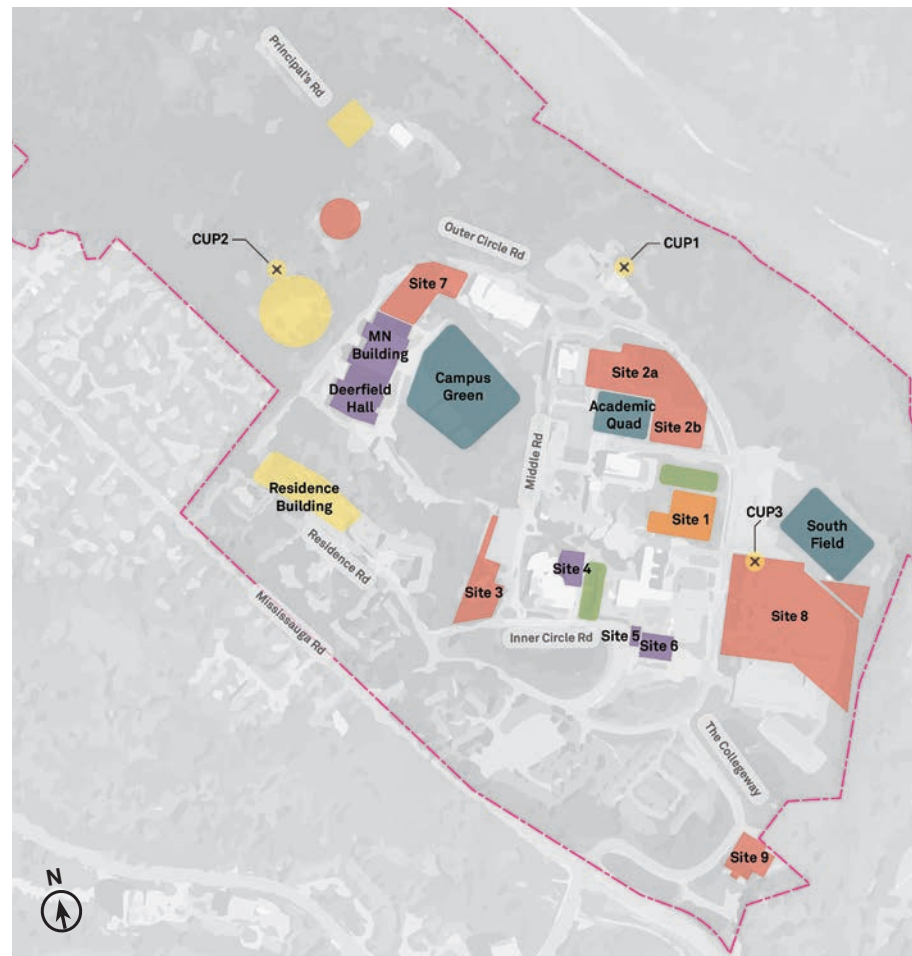 Principal's Rd
CUP2
Outer Circle Rd
CUP1
Site 7
MN
Building
Deerfield
Hall
Campus
Green
Site 2a
Academic
Quad
Site 2b
Middle Rd
Residence
Building
Site 1
CUP3
South
Field
Residence Rd
Site 4
Site 3
Site 8
Mississauga Rd
Inner Circle Rd
Site 5
Site 6
The Collegeway
Site 9
N